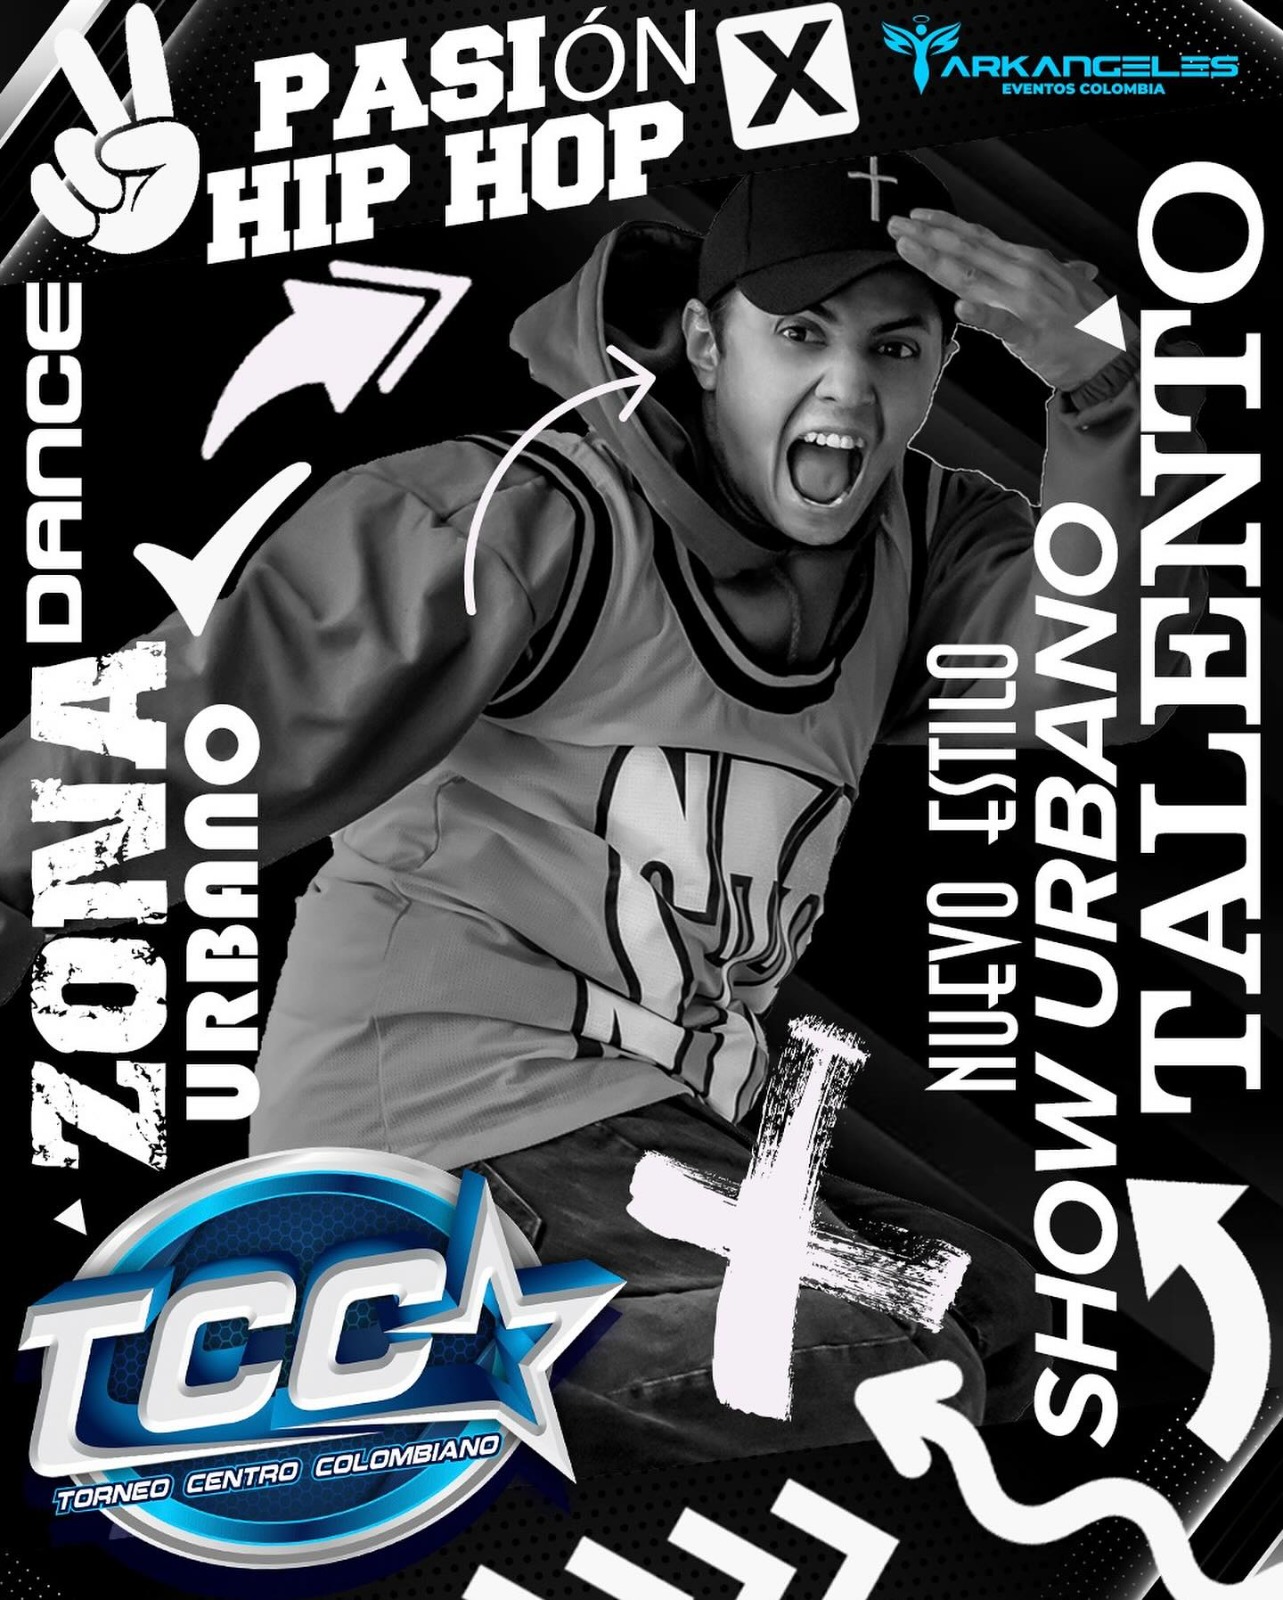 PASIÓN
HIP HOP
X
ARKANGELES
EVENTOS COLOMBIA
ZONA DANCE
URBANO
NUEVO ESTILO
SHOW URBANO
TALENTO
TCC
TORNEO CENTRO COLOMBIANO